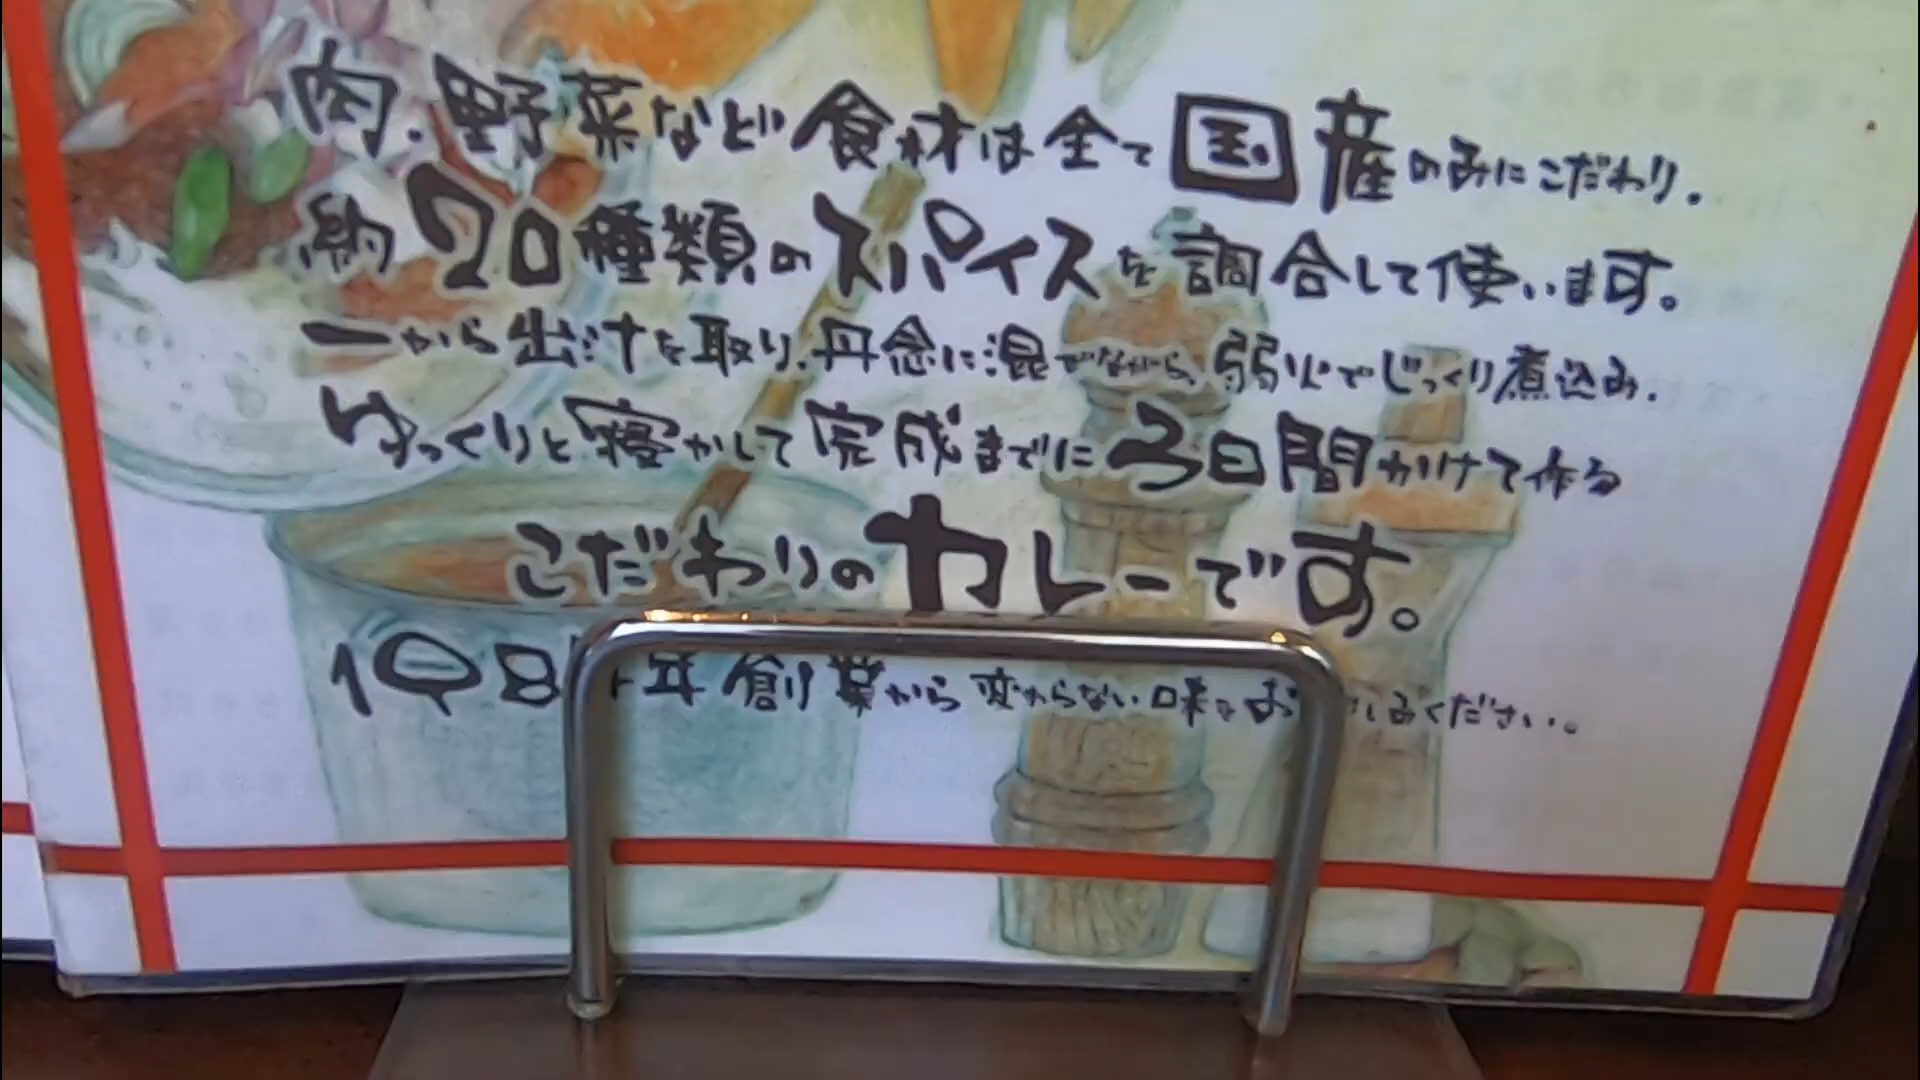 肉、野菜など食材は全て国産のみにこだわり、
約20種類のスパイスを調合して使います。
一から出汁を取り、丹念に混ぜながら、弱火でじっくり煮込み、
ゆっくりと寝かして完成までに3日間かけて作る
こだわりのカレーです。
198 年創業から変わらない味をお しみください。